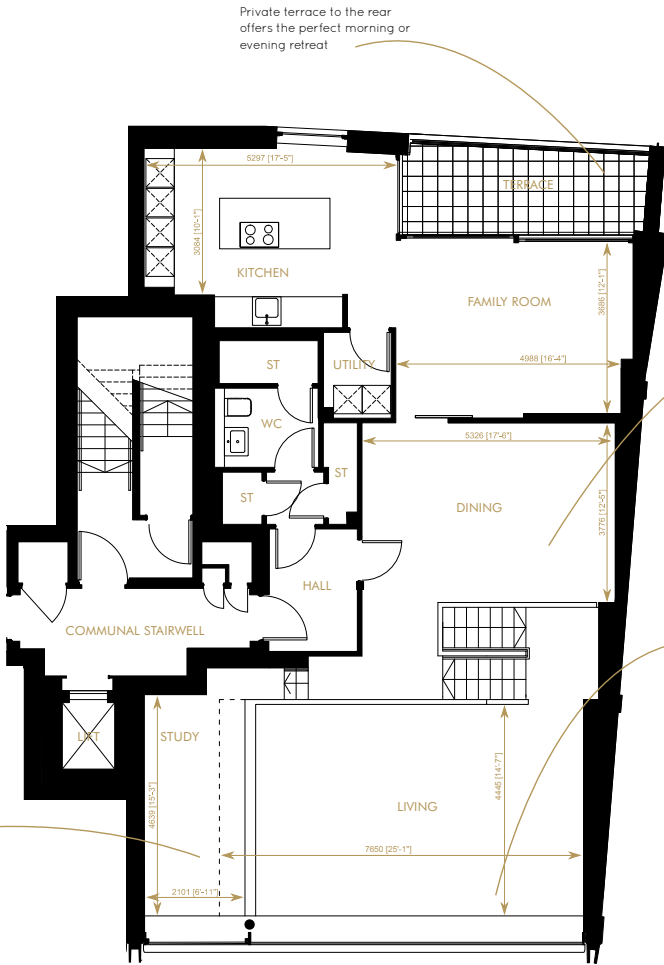 Private terrace to the rear
offers the perfect morning or
evening retreat
5297 [17'-5"]
TERRACE
3084 [10'-1"]
KITCHEN
FAMILY ROOM
3686 [12'-1"]
4988 [16'-4"]
ST
UTILITY
WC
5326 [17'-6"]
ST
ST
DINING
3776 [12'-5"]
HALL
COMMUNAL STAIRWELL
LIFT
STUDY
4639 [15'-3"]
4445 [14'-7"]
LIVING
7650 [25'-1"]
2101 [6'-11"]